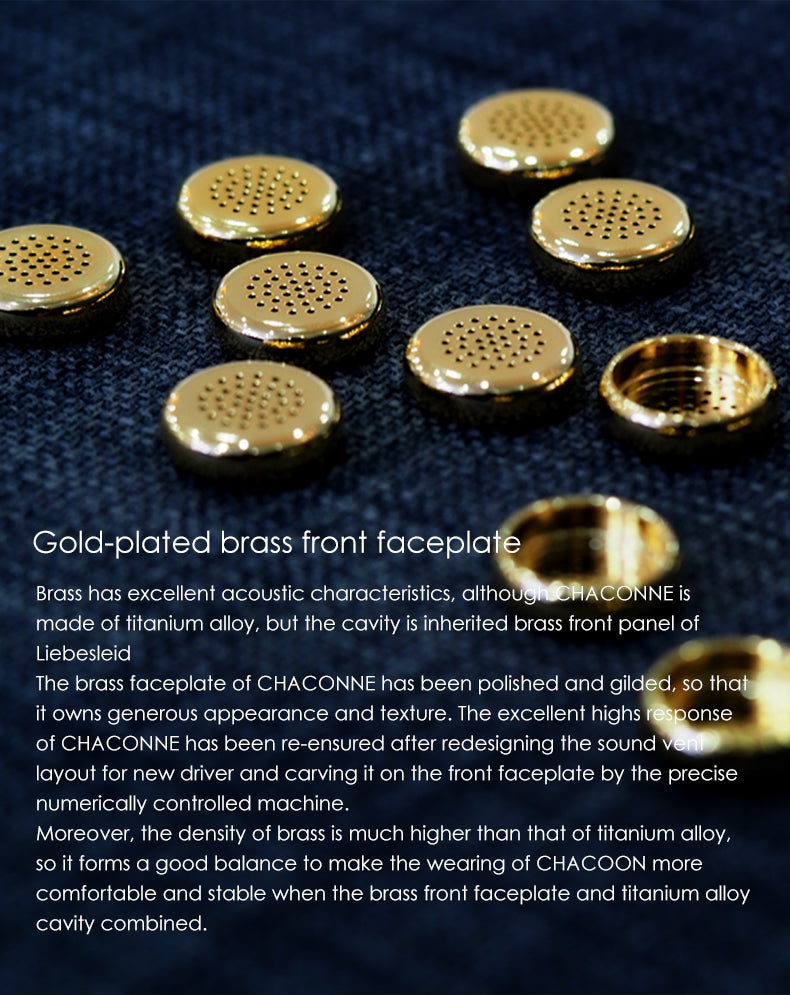 Gold-plated brass front faceplate
Brass has excellent acoustic characteristics, although CHACONNE is
made of titanium alloy, but the cavity is inherited brass front panel of
Liebesleid
The brass faceplate of CHACONNE has been polished and gilded, so that
it owns generous appearance and texture. The excellent highs response
of CHACONNE has been re-ensured after redesigning the sound vent
layout for new driver and carving it on the front faceplate by the precise
numerically controlled machine.
Moreover, the density of brass is much higher than that of titanium alloy,
so it forms a good balance to make the wearing of CHACOON more
comfortable and stable when the brass front faceplate and titanium alloy
cavity combined.